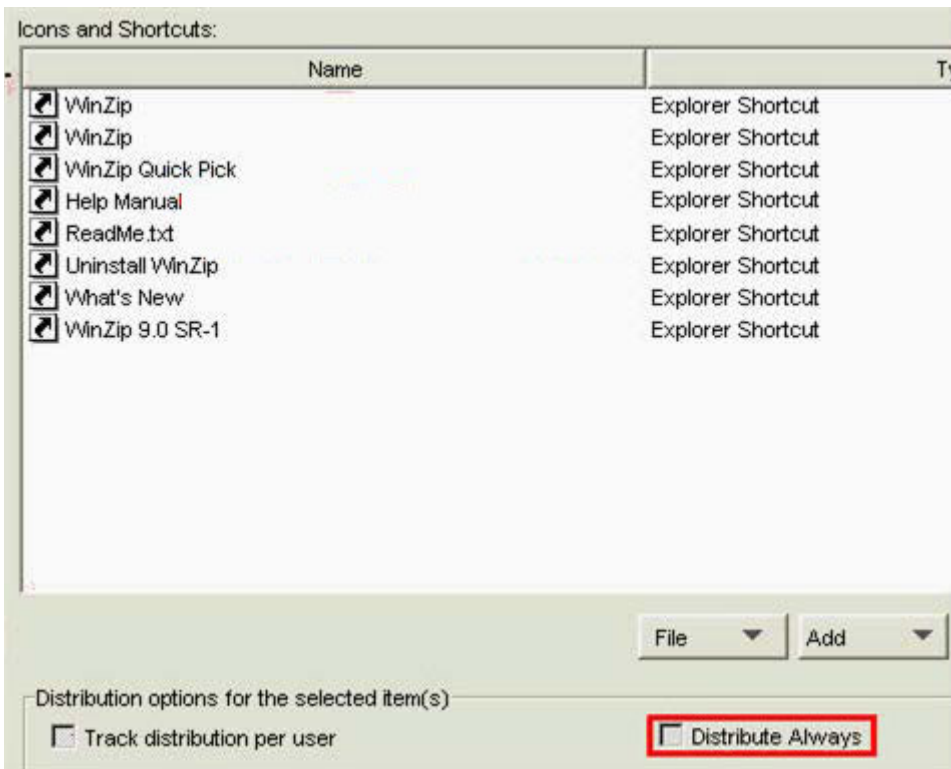 Icons and Shortcuts:
Name Ty
WinZip Explorer Shortcut
WinZip Explorer Shortcut
WinZip Quick Pick Explorer Shortcut
Help Manual Explorer Shortcut
ReadMe.txt Explorer Shortcut
Uninstall WinZip Explorer Shortcut
What's New Explorer Shortcut
WinZip 9.0 SR-1 Explorer Shortcut
File Add
Distribution options for the selected item(s)
Track distribution per user Distribute Always